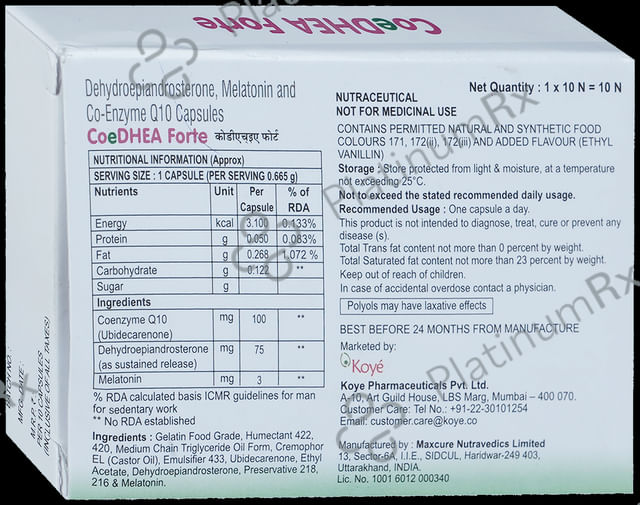 CoeDHEA Forte
Dehydroepiandrosterone, Melatonin and
Co-Enzyme Q10 Capsules
CoeDHEA Forte कोडीएचइए फोर्ट
NUTRITIONAL INFORMATION (Approx)
SERVING SIZE : 1 CAPSULE (PER SERVING 0.665 g)
Nutrients Unit Per Capsule % of RDA
Energy kcal 3.100 0.133%
Protein g 0.050 0.083%
Fat g 0.268 1.072 %
Carbohydrate g 0.122 **
Sugar g
Ingredients
Coenzyme Q10 mg 100 **
(Ubidecarenone)
Dehydroepiandrosterone mg 75 **
(as sustained release)
Melatonin mg 3 **
% RDA calculated basis ICMR guidelines for man
for sedentary work
** No RDA established
Ingredients : Gelatin Food Grade, Humectant 422,
420, Medium Chain Triglyceride Oil Form, Cremophor
EL (Castor Oil), Emulsifier 433, Ubidecarenone, Ethyl
Acetate, Dehydroepiandrosterone, Preservative 218,
216 & Melatonin.
Net Quantity : 1 x 10 N = 10 N
NUTRACEUTICAL
NOT FOR MEDICINAL USE
CONTAINS PERMITTED NATURAL AND SYNTHETIC FOOD
COLOURS 171, 172(ii), 172(iii) AND ADDED FLAVOUR (ETHYL
VANILLIN)
Storage : Store protected from light & moisture, at a temperature
not exceeding 25°C.
Not to exceed the stated recommended daily usage.
Recommended Usage : One capsule a day.
This product is not intended to diagnose, treat, cure or prevent any
disease (s).
Total Trans fat content not more than 0 percent by weight.
Total Saturated fat content not more than 23 percent by weight.
Keep out of reach of children.
In case of accidental overdose contact a physician.
Polyols may have laxative effects
BEST BEFORE 24 MONTHS FROM MANUFACTURE
Marketed by:
Koyé
Koye Pharmaceuticals Pvt. Ltd.
A-10, Art Guild House, LBS Marg, Mumbai – 400 070.
Customer Care: Tel No.: +91-22-30101254
Email: customer.care@koye.co
Manufactured by : Maxcure Nutravedics Limited
13, Sector-6A, I.I.E., SIDCUL, Haridwar-249 403,
Uttarakhand, INDIA.
Lic. No. 1001 6012 000340
BATCH NO.:
MFG. DATE :
M.R.P. ₹
PER 10 CAPSULES
(INCLUSIVE OF ALL TAXES)
PlatinumRx
PlatinumRx
PlatinumRx